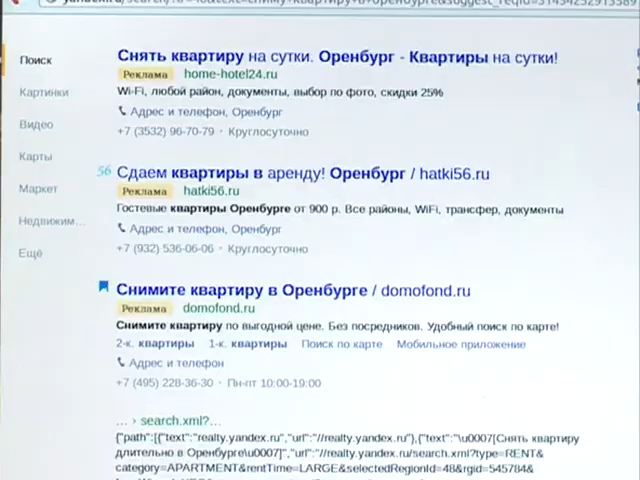 Поиск
Картинки
Видео
Карты
Маркет
Недвижим…
Ещё
Снять квартиру на сутки. Оренбург - Квартиры на сутки!
Реклама home-hotel24.ru
Wi-Fi, любой район, документы, выбор по фото, скидки 25%
Адрес и телефон, Оренбург
+7 (3532) 96-70-79 · Круглосуточно
56 Сдаем квартиры в аренду! Оренбург / hatki56.ru
Реклама hatki56.ru
Гостевые квартиры Оренбурге от 900 р. Все районы, WiFi, трансфер, документы
Адрес и телефон, Оренбург
+7 (932) 536-06-06 · Круглосуточно
Снимите квартиру в Оренбурге / domofond.ru
Реклама domofond.ru
Снимите квартиру по выгодной цене. Без посредников. Удобный поиск по карте!
2-к. квартиры 1-к. квартиры Поиск по карте Мобильное приложение
Адрес и телефон
+7 (495) 228-36-30 · Пн-пт 10:00-19:00
... › search.xml?...
{"path":[{"text":"realty.yandex.ru","url":"//realty.yandex.ru"},{"text":"\u0007[Снять квартиру
длительно в Оренбурге\u0007]","url":"//realty.yandex.ru/search.xml?type=RENT&
category=APARTMENT&rentTime=LARGE&selectedRegionId=48&rgid=545784&